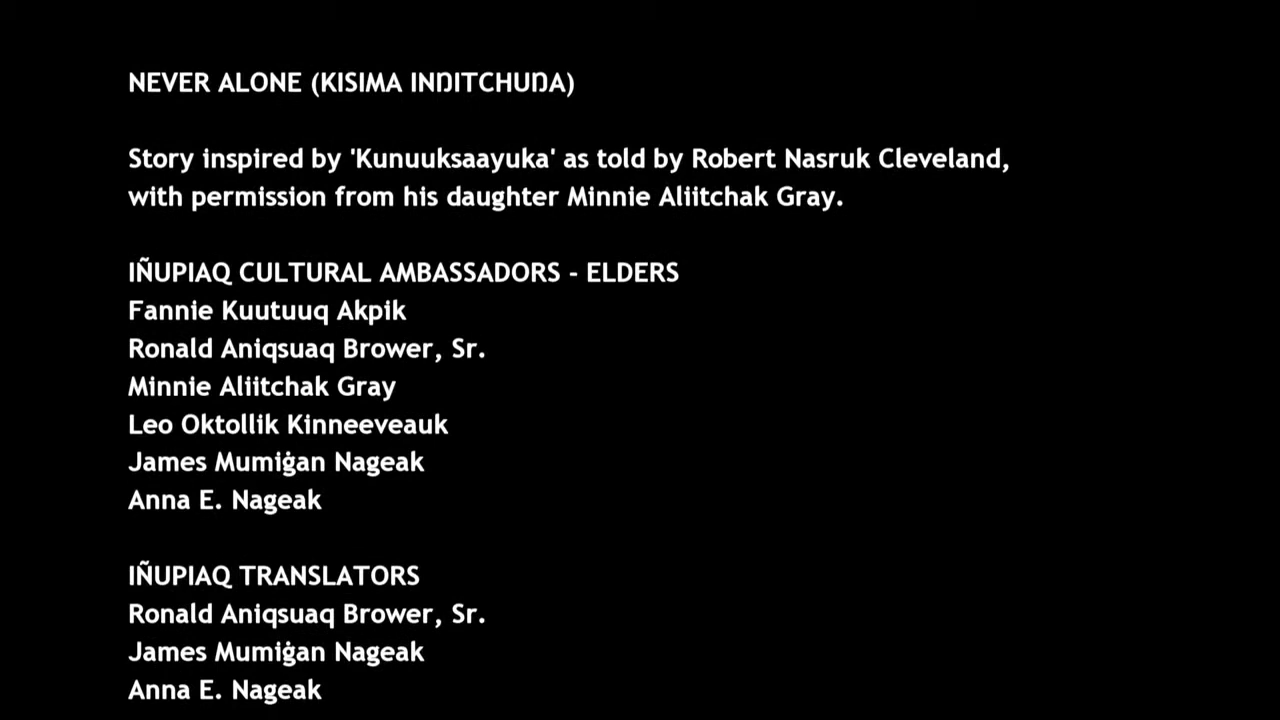 NEVER ALONE (KISIMA INŊITCHUŊA)
Story inspired by 'Kunuuksaayuka' as told by Robert Nasruk Cleveland,
with permission from his daughter Minnie Aliitchak Gray.
IÑUPIAQ CULTURAL AMBASSADORS - ELDERS
Fannie Kuutuuq Akpik
Ronald Aniqsuaq Brower, Sr.
Minnie Aliitchak Gray
Leo Oktollik Kinneeveauk
James Mumiġan Nageak
Anna E. Nageak
IÑUPIAQ TRANSLATORS
Ronald Aniqsuaq Brower, Sr.
James Mumiġan Nageak
Anna E. Nageak